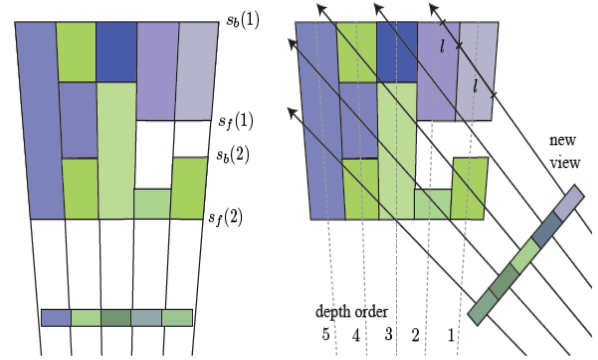 s_b(1)
s_f(1)
s_b(2)
s_f(2)
l
l
new
view
depth order
5 4 3 2 1